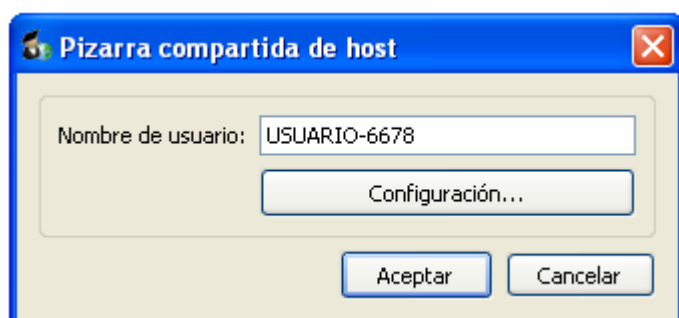 Pizarra compartida de host
Nombre de usuario: USUARIO-6678
Configuración...
Aceptar Cancelar